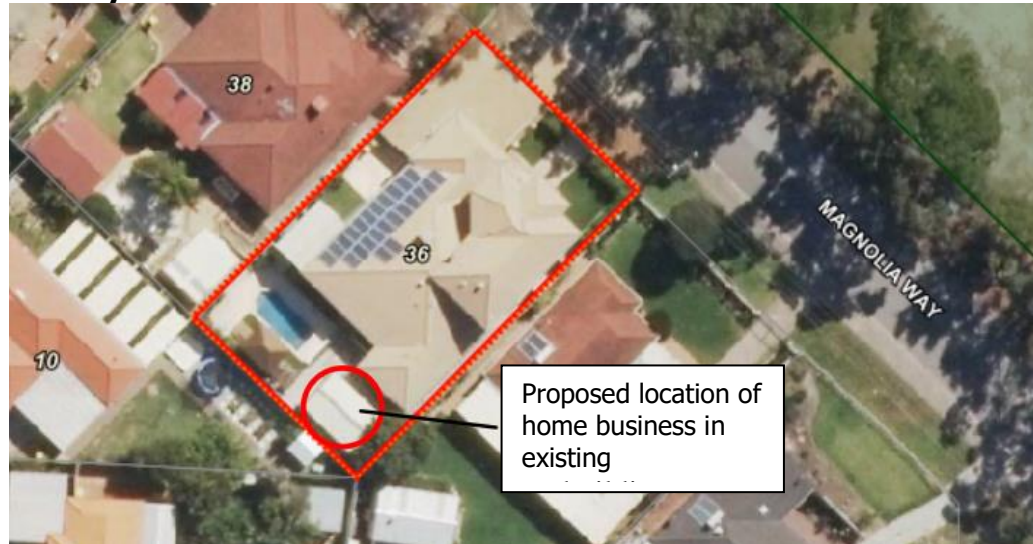 38
36
MAGNOLIA WAY
10
Proposed location of
home business in
existing